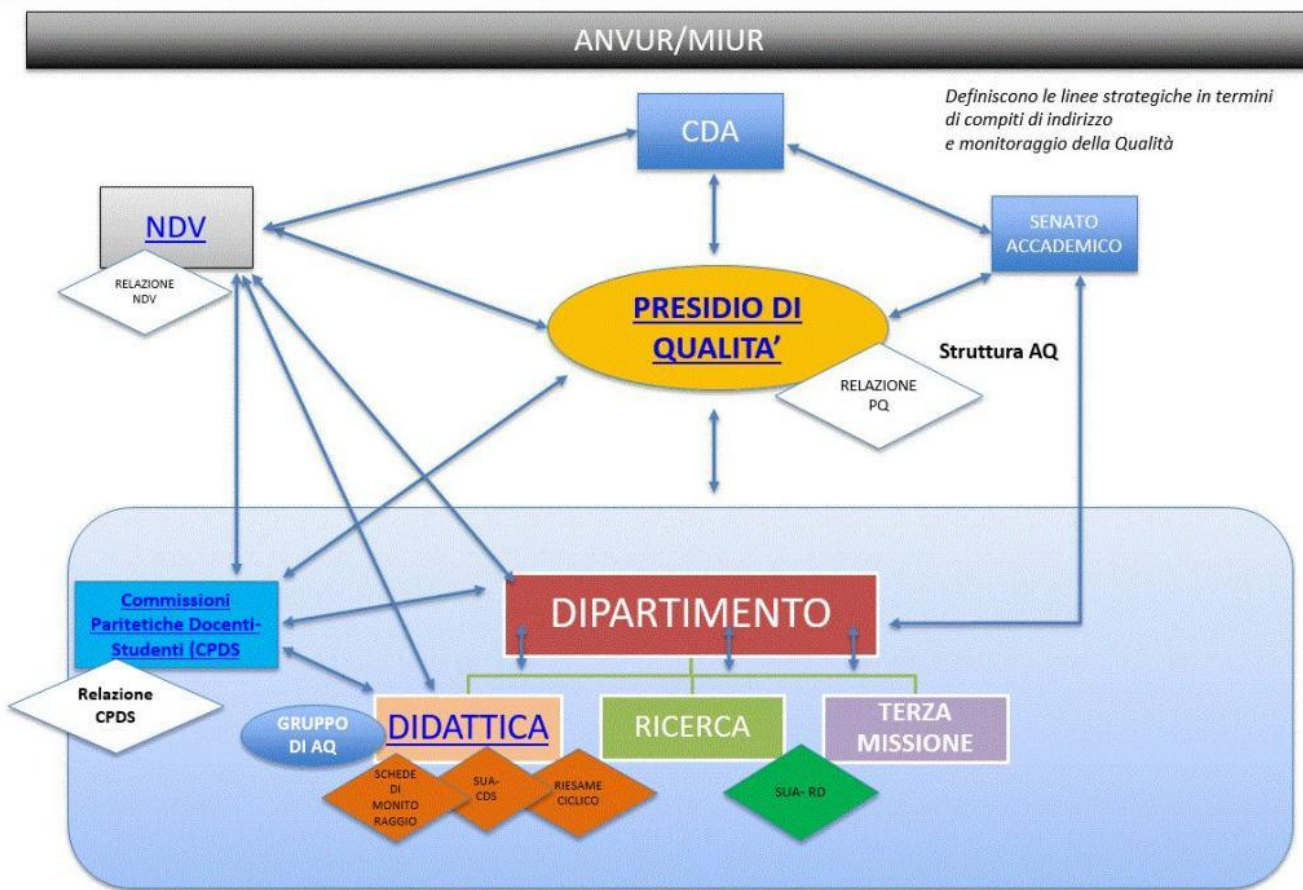 ANVUR/MIUR
Definiscono le linee strategiche in termini
di compiti di indirizzo
e monitoraggio della Qualità
CDA
NDV
SENATO
ACCADEMICO
RELAZIONE
NDV
PRESIDIO DI
QUALITA’
Struttura AQ
RELAZIONE
PQ
Commissioni
Paritetiche Docenti-
Studenti (CPDS
DIPARTIMENTO
Relazione
CPDS
GRUPPO
DI AQ
DIDATTICA
RICERCA
TERZA
MISSIONE
SCHEDE
DI
MONITO
RAGGIO
SUA-
CDS
RIESAME
CICLICO
SUA- RD